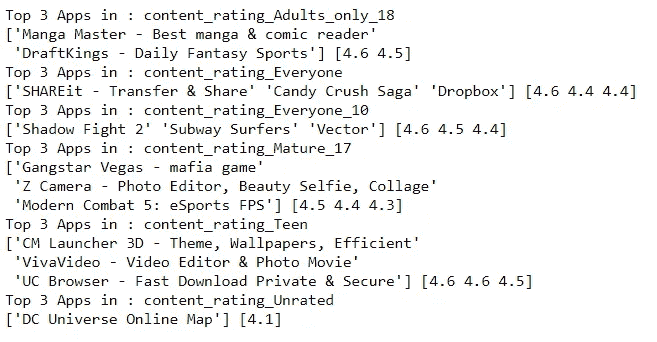 Top 3 Apps in : content_rating_Adults_only_18
['Manga Master - Best manga & comic reader'
 'DraftKings - Daily Fantasy Sports'] [4.6 4.5]
Top 3 Apps in : content_rating_Everyone
['SHAREit - Transfer & Share' 'Candy Crush Saga' 'Dropbox'] [4.6 4.4 4.4]
Top 3 Apps in : content_rating_Everyone_10
['Shadow Fight 2' 'Subway Surfers' 'Vector'] [4.6 4.5 4.4]
Top 3 Apps in : content_rating_Mature_17
['Gangstar Vegas - mafia game'
 'Z Camera - Photo Editor, Beauty Selfie, Collage'
 'Modern Combat 5: eSports FPS'] [4.5 4.4 4.3]
Top 3 Apps in : content_rating_Teen
['CM Launcher 3D - Theme, Wallpapers, Efficient'
 'VivaVideo - Video Editor & Photo Movie'
 'UC Browser - Fast Download Private & Secure'] [4.6 4.6 4.5]
Top 3 Apps in : content_rating_Unrated
['DC Universe Online Map'] [4.1]